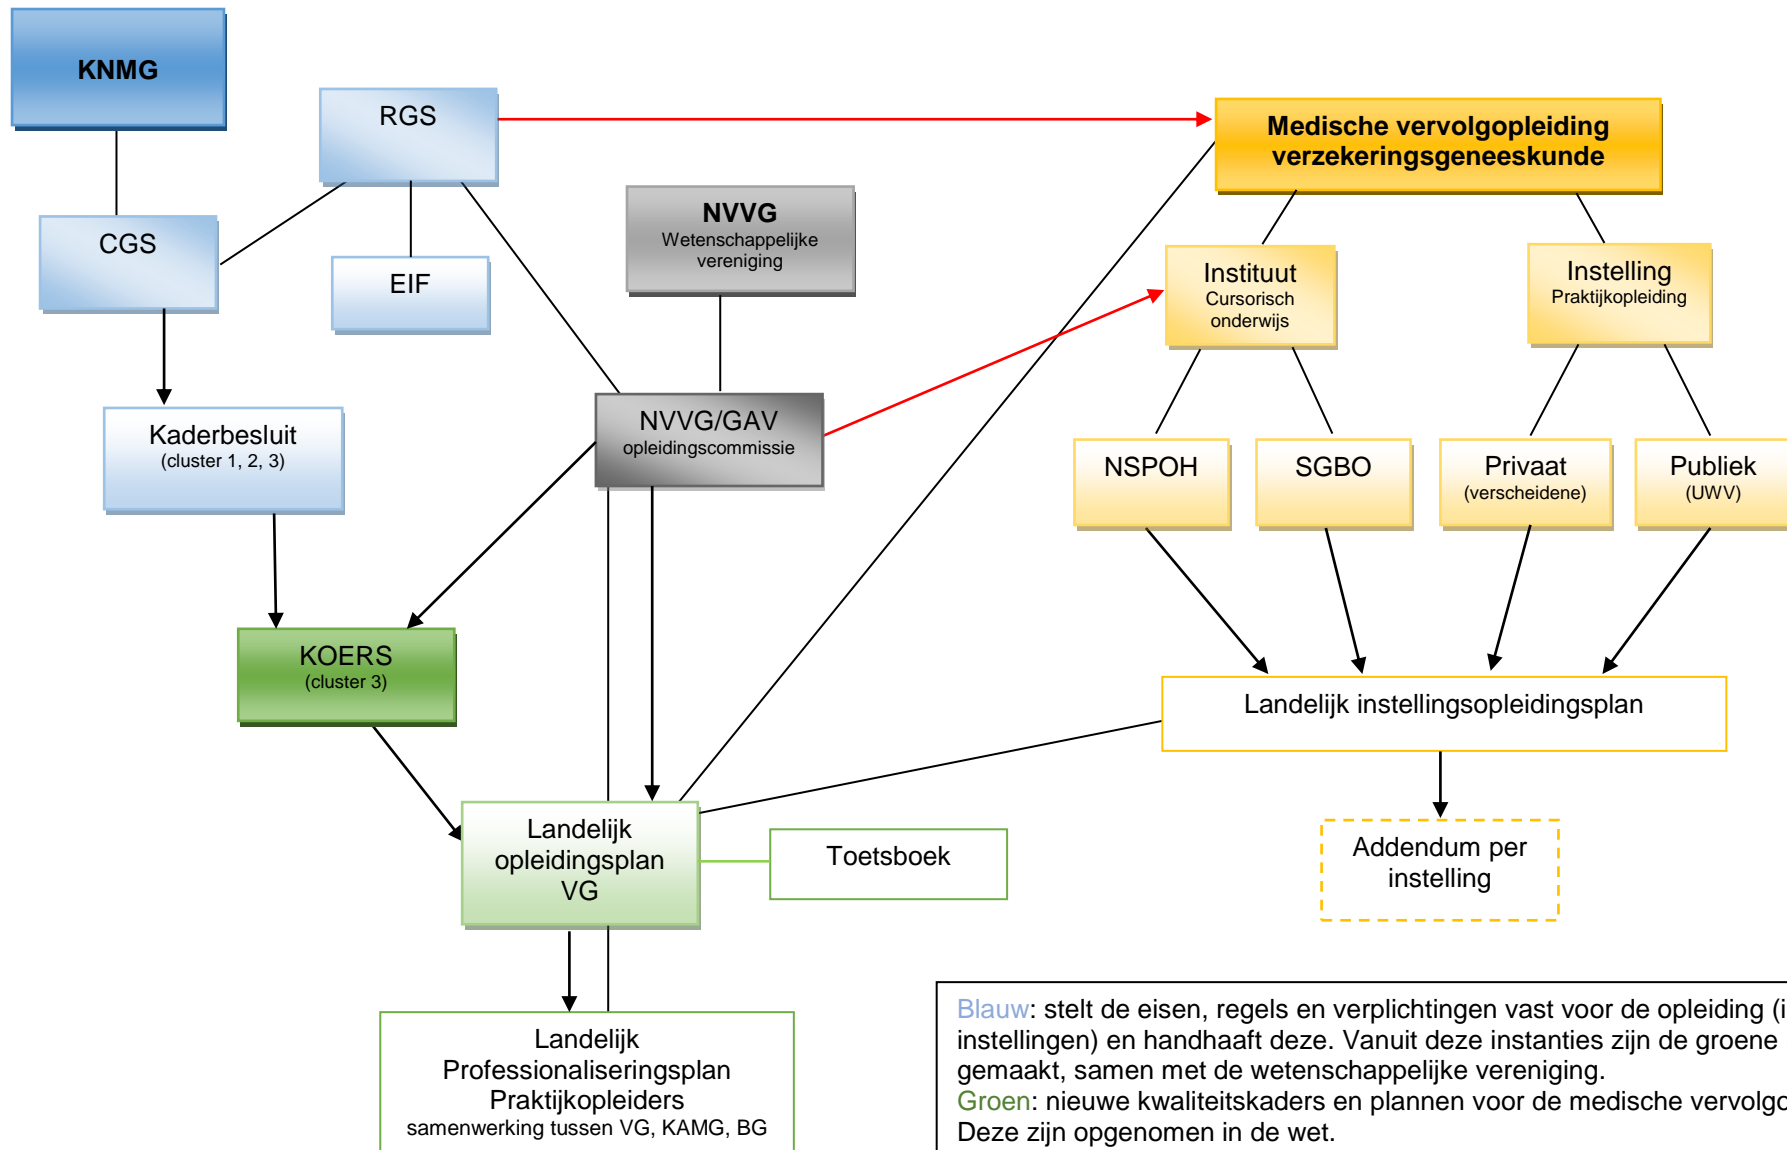 KNMG
RGS
Medische vervolgopleiding
verzekeringsgeneeskunde
NVVG
Wetenschappelijke
vereniging
CGS
EIF
Instituut
Cursorisch
onderwijs
Instelling
Praktijkopleiding
Kaderbesluit
(cluster 1, 2, 3)
NVVG/GAV
opleidingscommissie
NSPOH
SGBO
Privaat
(verscheidene)
Publiek
(UWV)
KOERS
(cluster 3)
Landelijk instellingsopleidingsplan
Landelijk
opleidingsplan
VG
Toetsboek
Addendum per
instelling
Landelijk
Professionaliseringsplan
Praktijkopleiders
samenwerking tussen VG, KAMG, BG
Blauw: stelt de eisen, regels en verplichtingen vast voor de opleiding (i
instellingen) en handhaaft deze. Vanuit deze instanties zijn de groene
gemaakt, samen met de wetenschappelijke vereniging.
Groen: nieuwe kwaliteitskaders en plannen voor de medische vervolgo
Deze zijn opgenomen in de wet.